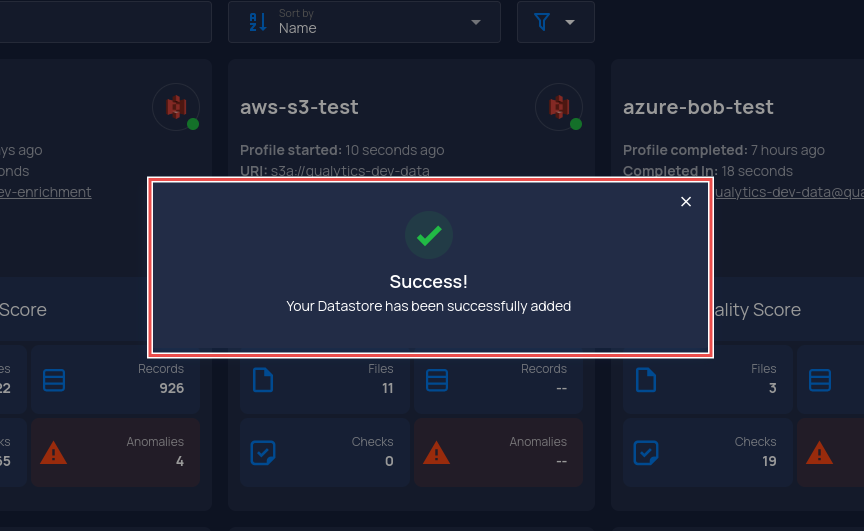 Sort by
Name
aws-s3-test
azure-bob-test
ys ago
Profile started: 10 seconds ago
Profile completed: 7 hours ago
onds
URI: s3a://qualytics-dev-data
Completed In: 18 seconds
ev-enrichment
ualytics-dev-data@qua
Success!
Your Datastore has been successfully added
Score
ality Score
es
Records
Files
Records
Files
22
926
11
--
3
ks
Anomalies
Checks
Anomalies
Checks
65
4
0
--
19